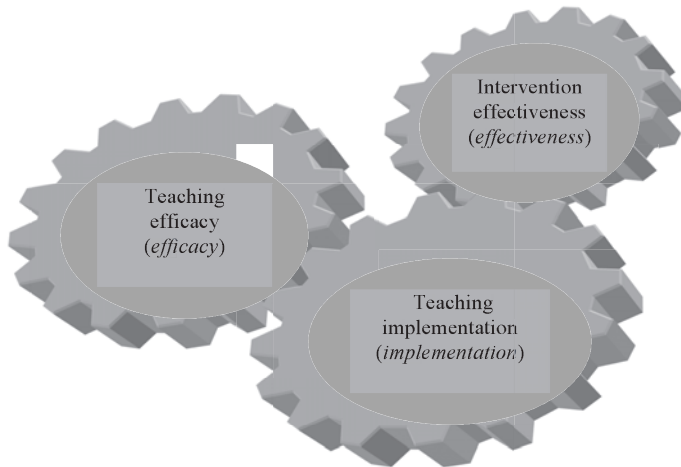 Intervention
effectiveness
(effectiveness)
Teaching
efficacy
(efficacy)
Teaching
implementation
(implementation)